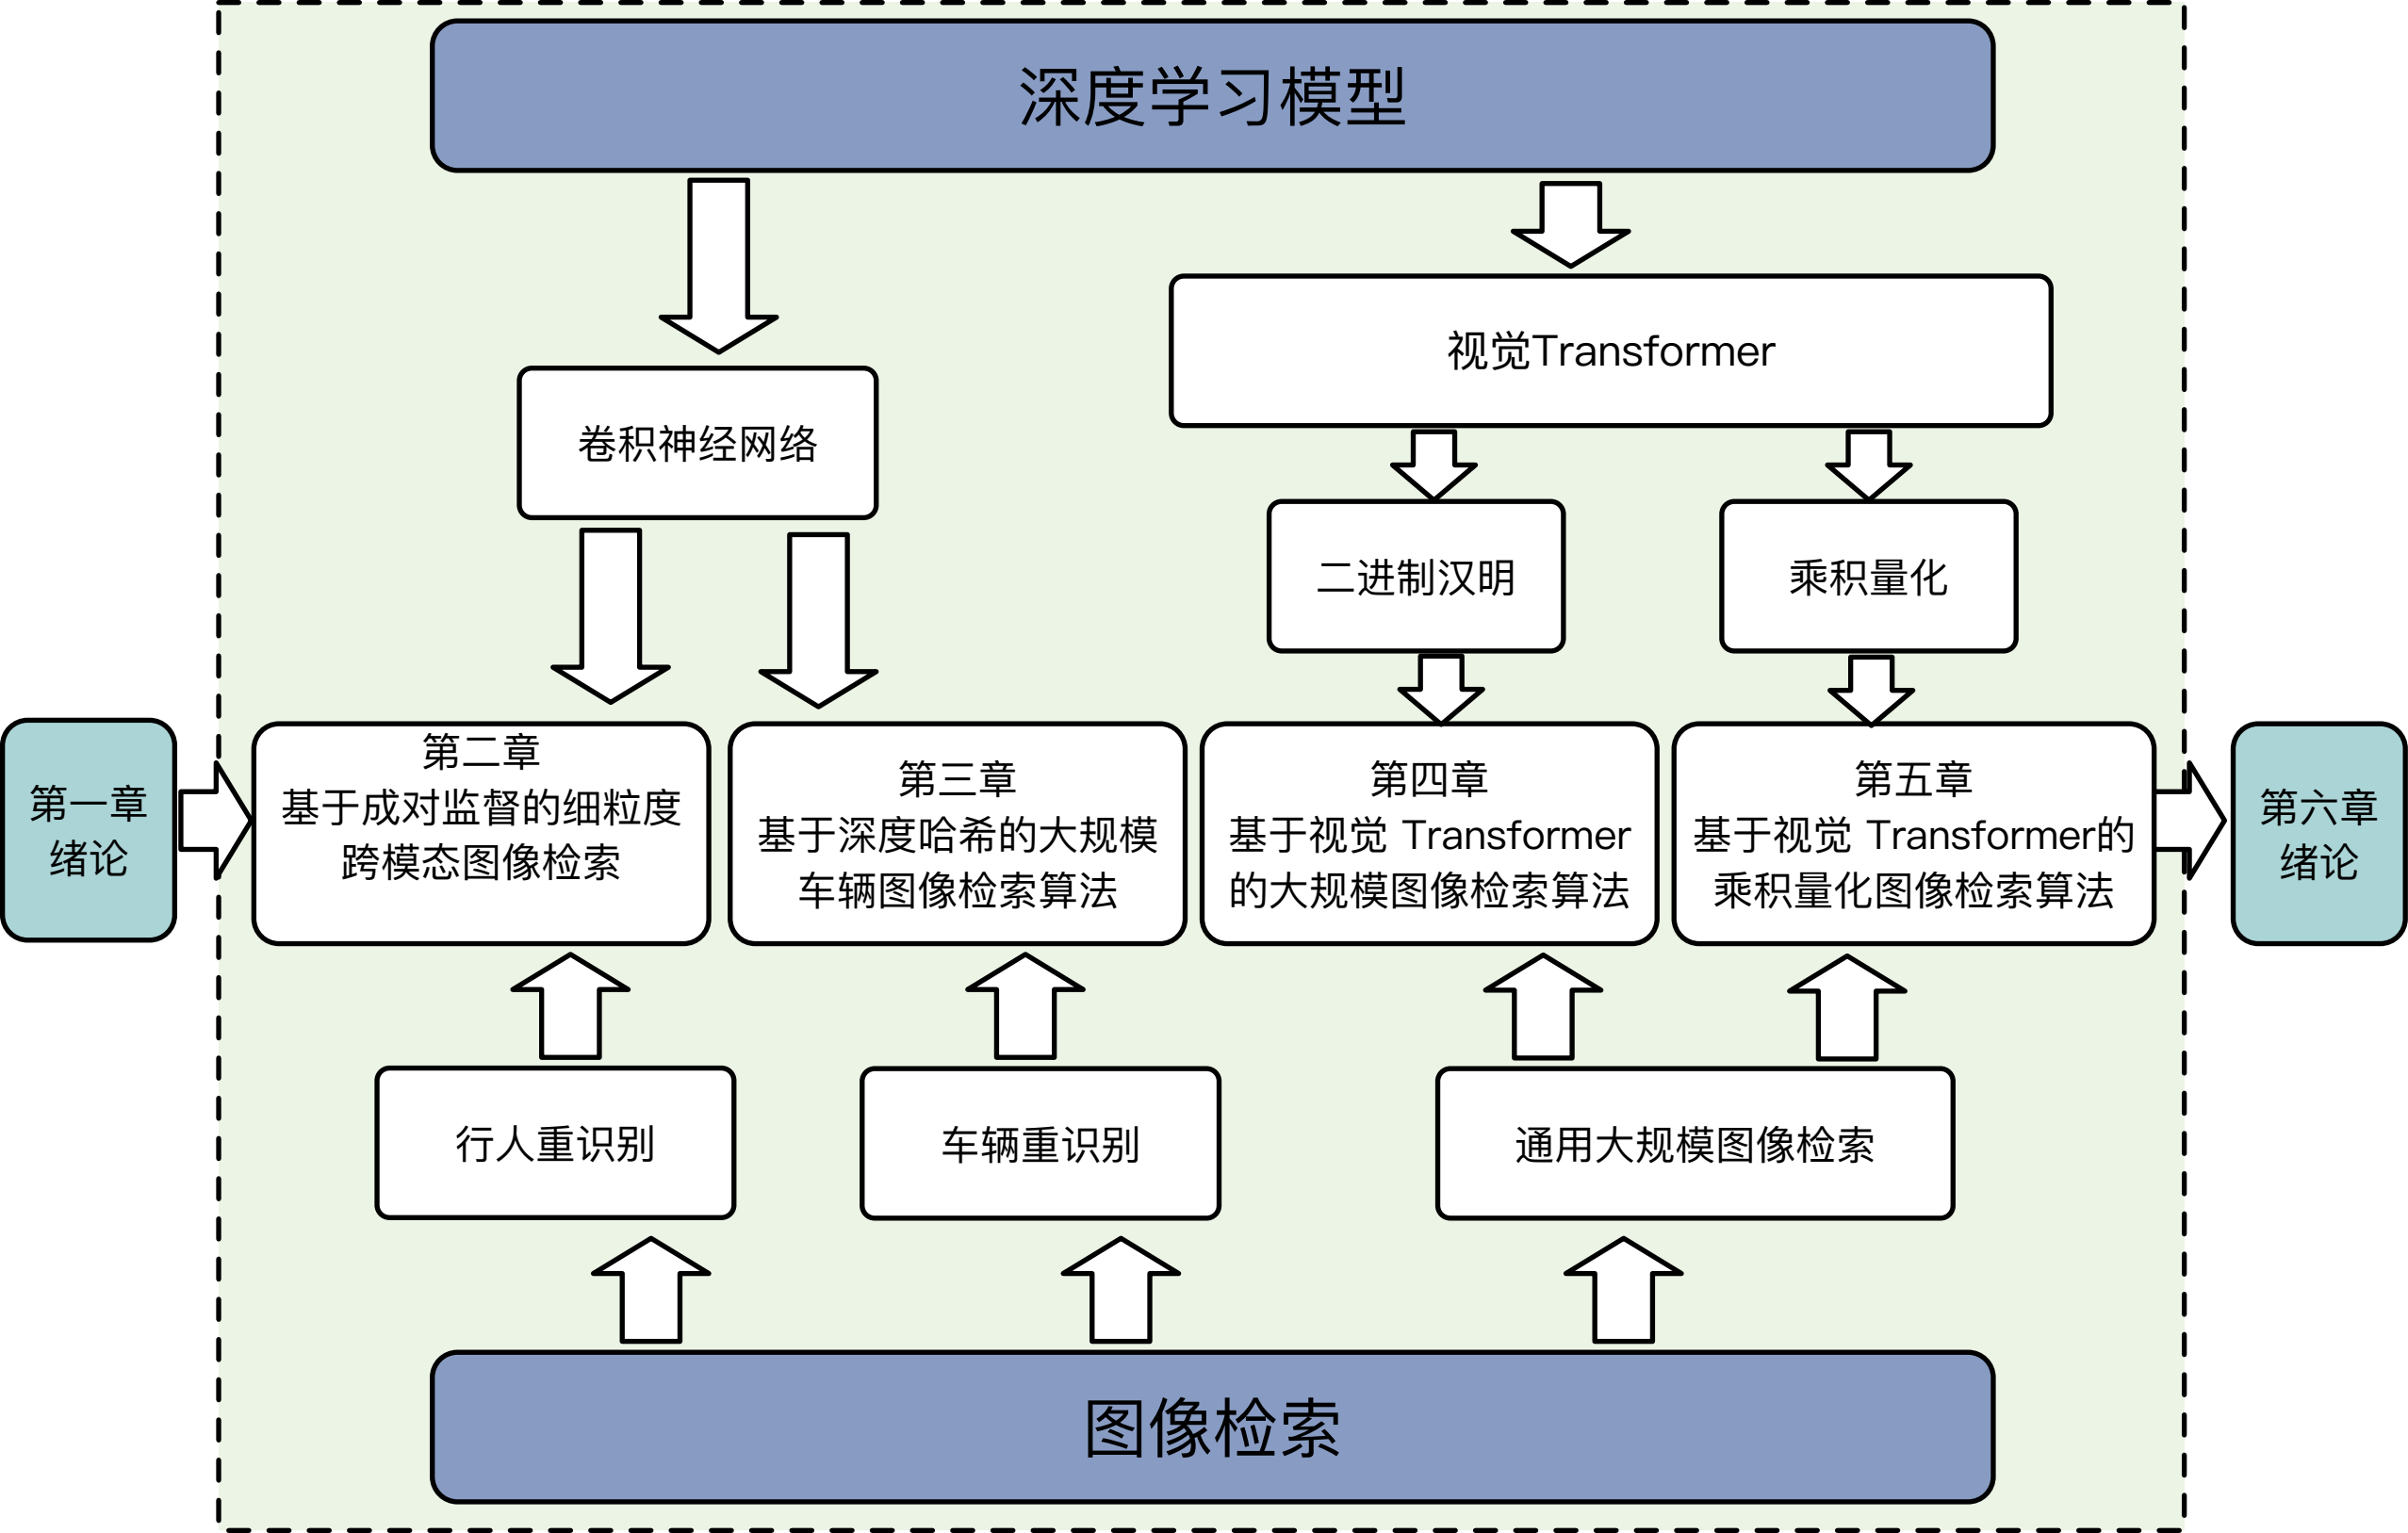 深度学习模型
视觉Transformer
卷积神经网络
二进制汉明
乘积量化
第一章
绪论
第二章
基于成对监督的细粒度
跨模态图像检索
第三章
基于深度哈希的大规模
车辆图像检索算法
第四章
基于视觉 Transformer
的大规模图像检索算法
第五章
基于视觉 Transformer的
乘积量化图像检索算法
第六章
绪论
行人重识别
车辆重识别
通用大规模图像检索
图像检索